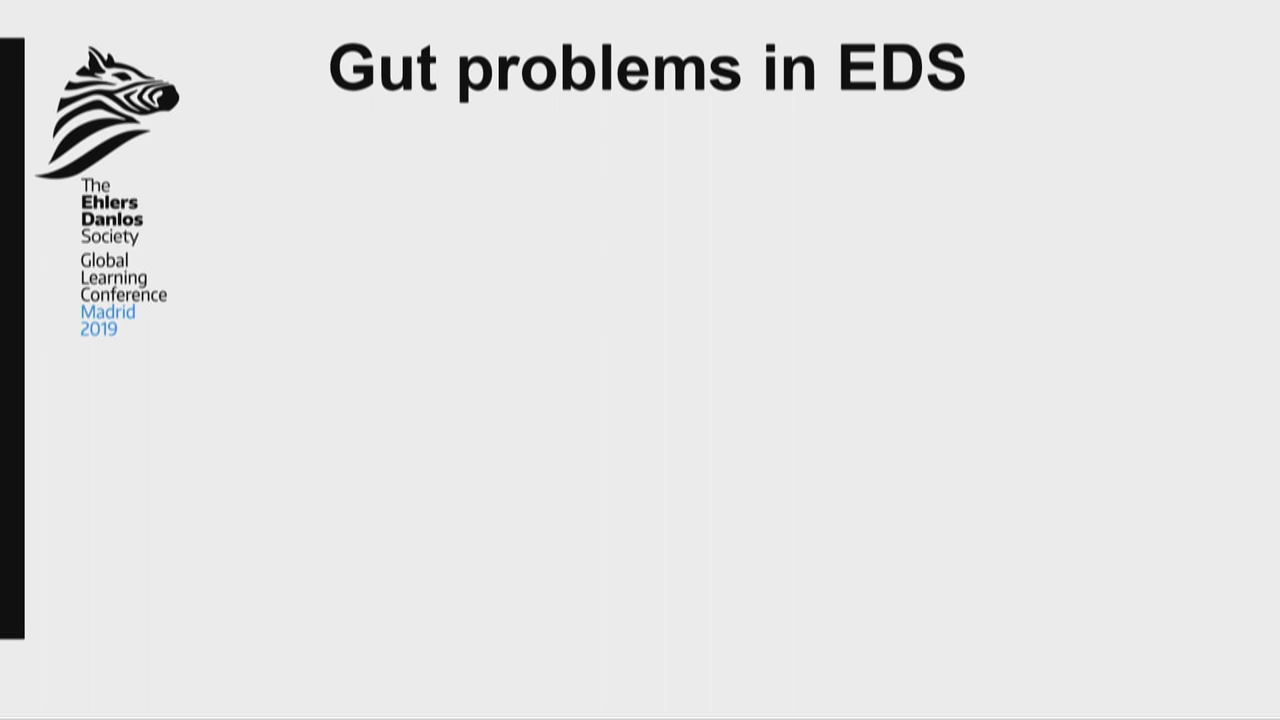 Gut problems in EDS
The
Ehlers
Danlos
Society
Global
Learning
Conference
Madrid
2019